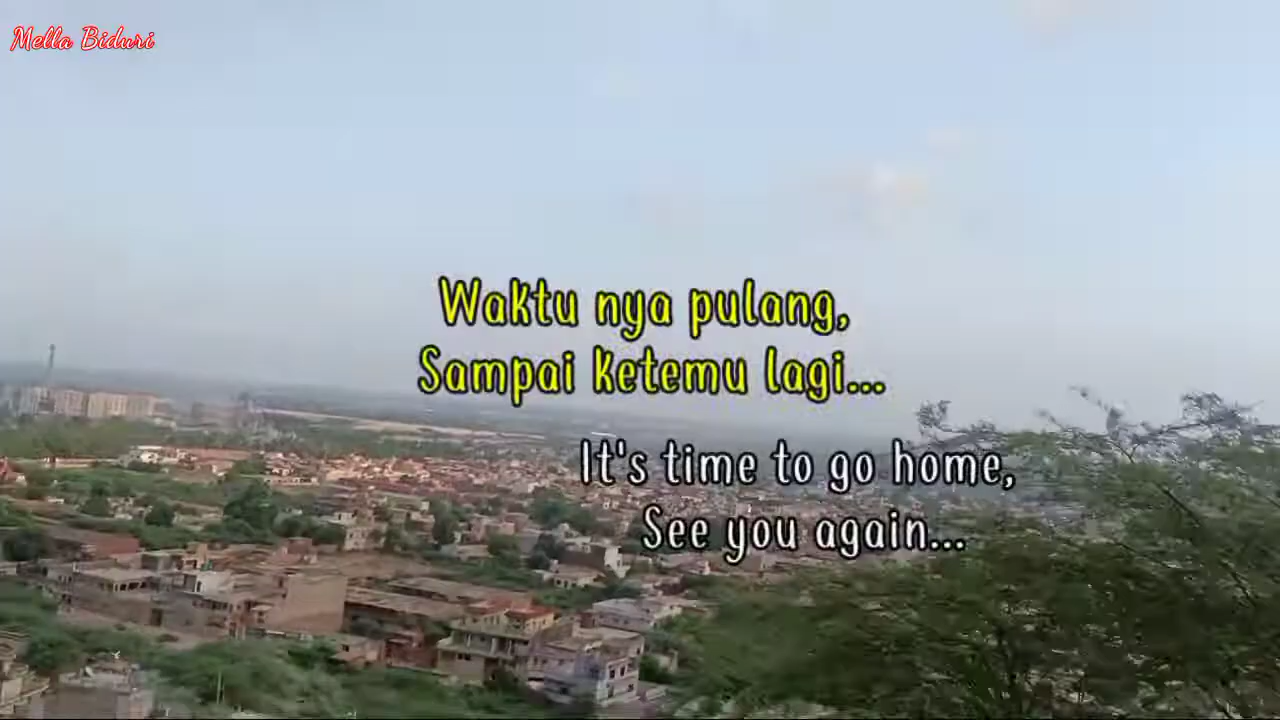 Mella Biduri
Waktu nya pulang,
Sampai ketemu lagi...
It's time to go home,
See you again...